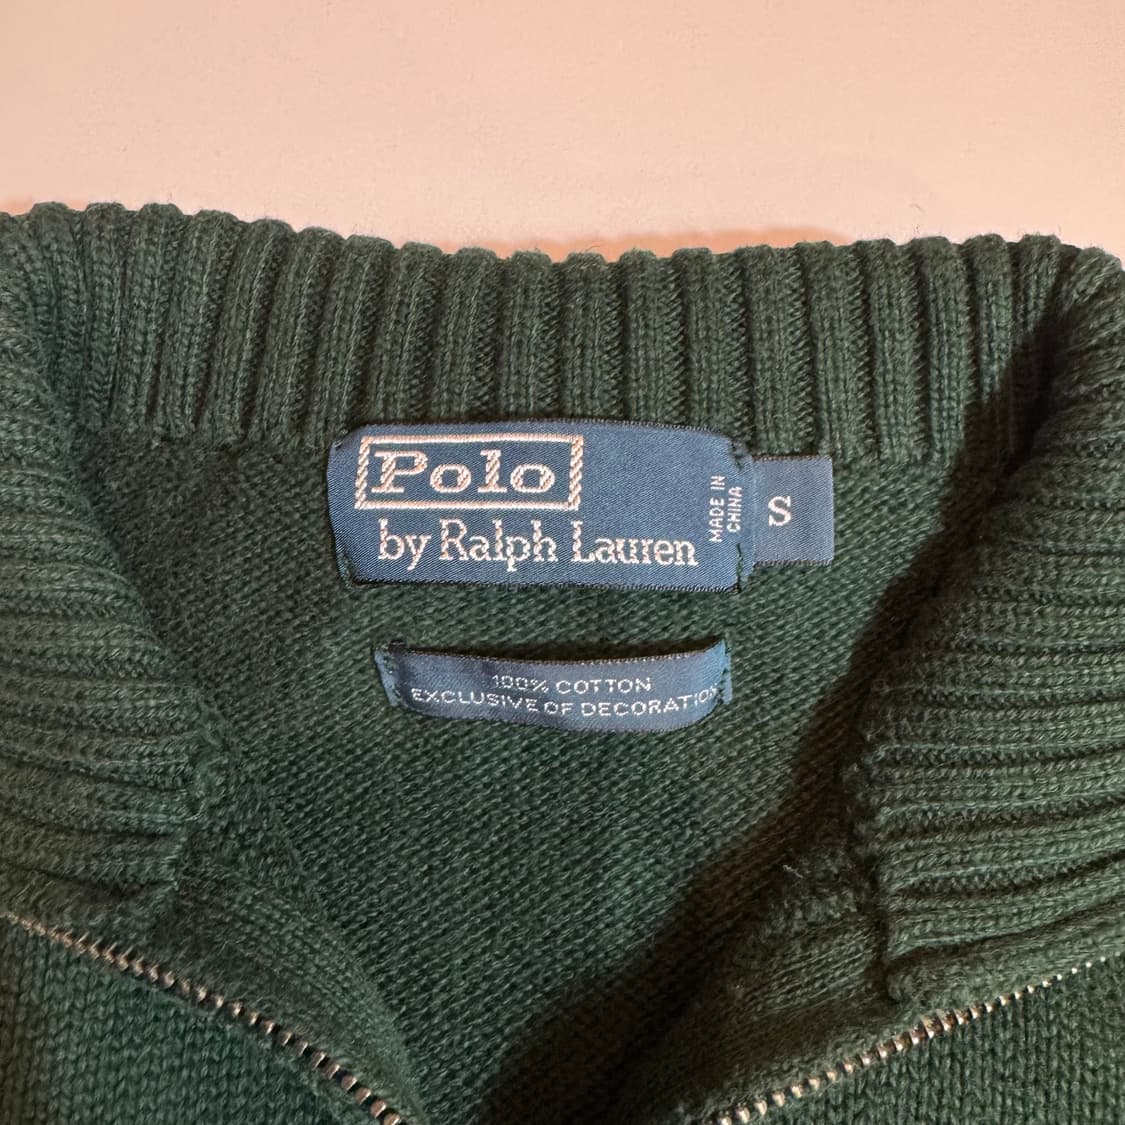 Polo
by Ralph Lauren
MADE IN
CHINA
S
100% COTTON
EXCLUSIVE OF DECORATION